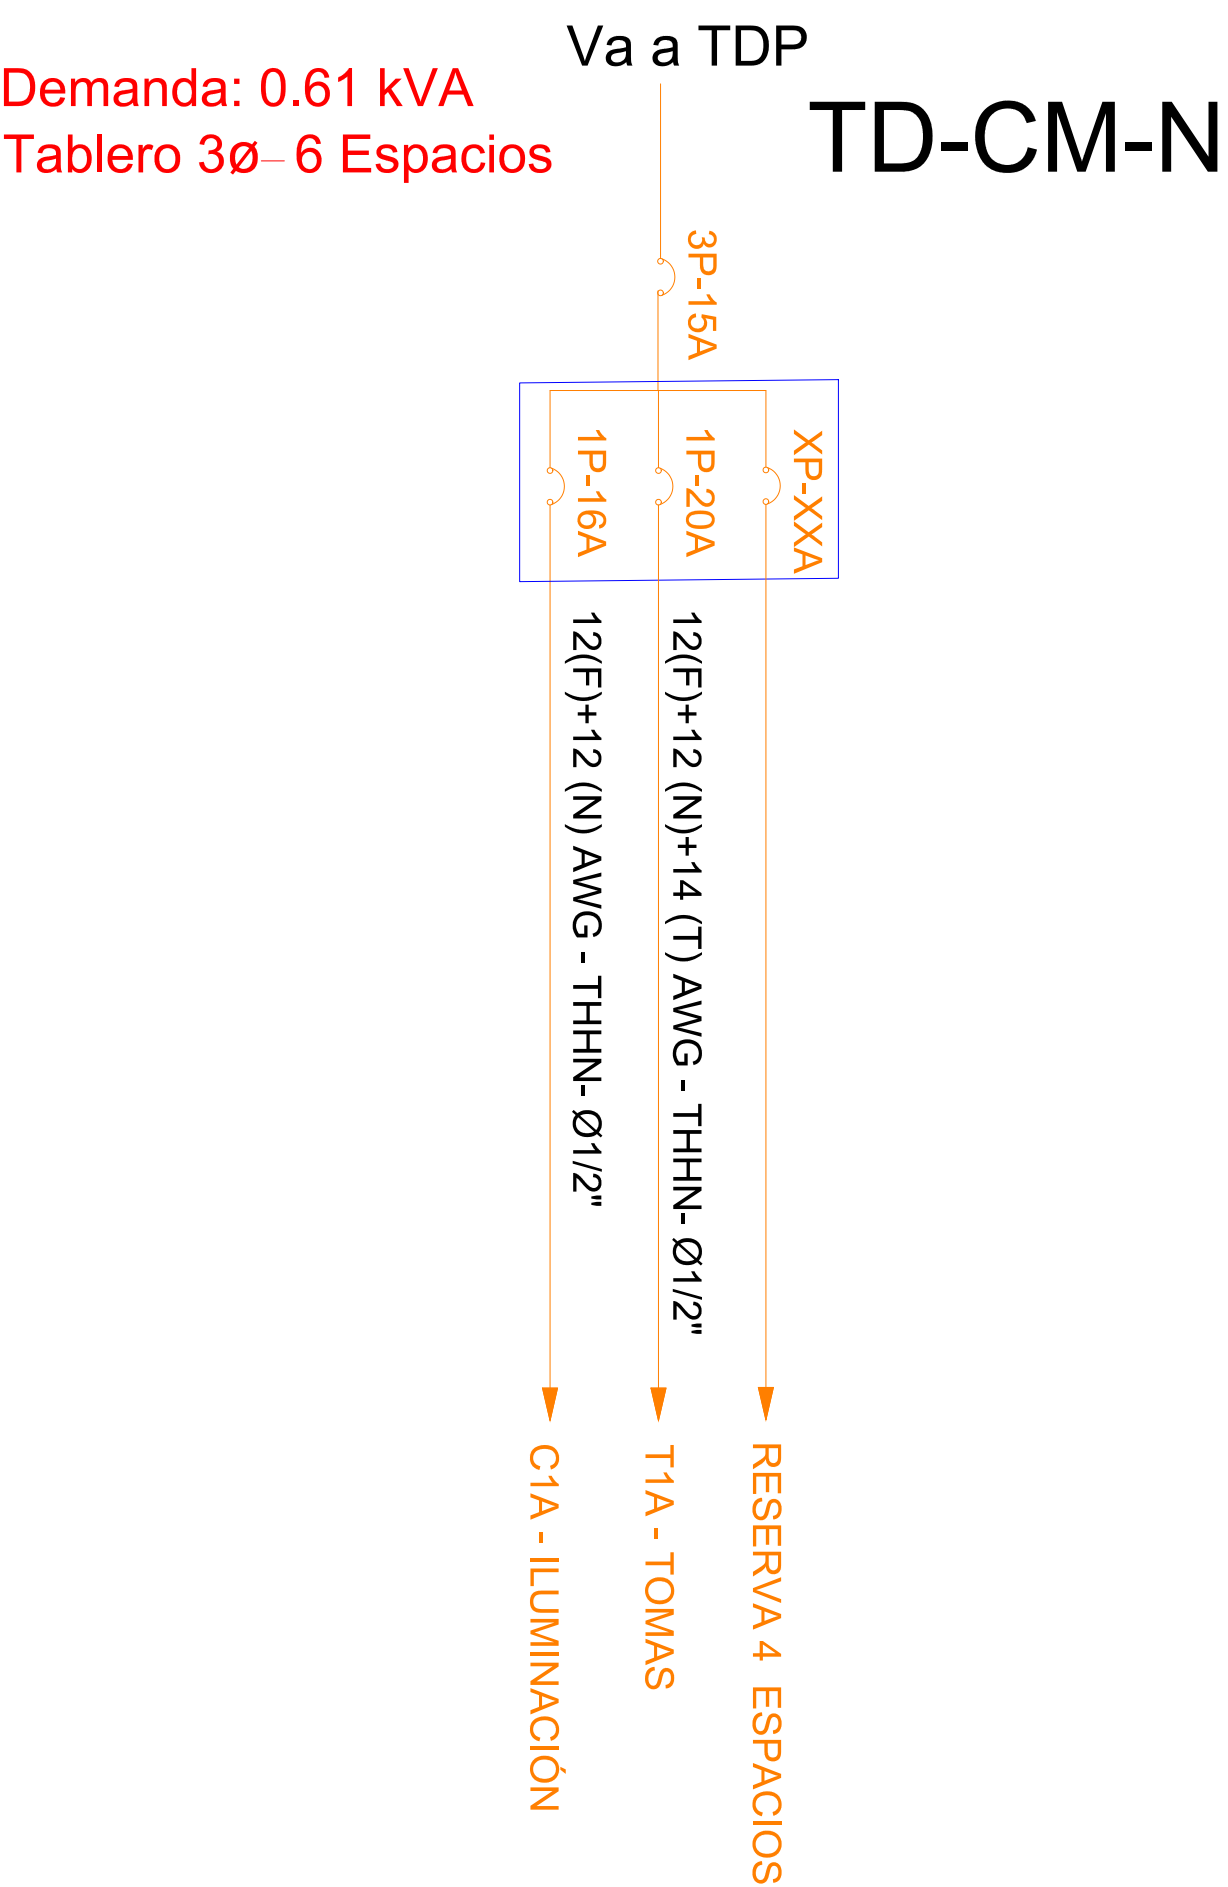 Va a TDP
Demanda: 0.61 kVA
Tablero 3ø– 6 Espacios
TD-CM-N
3P-15A
1P-16A
1P-20A
XP-XXA
12(F)+12 (N) AWG - THHN- Ø1/2"
12(F)+12 (N)+14 (T) AWG - THHN- Ø1/2"
C1A - ILUMINACIÓN
T1A - TOMAS
RESERVA 4 ESPACIOS